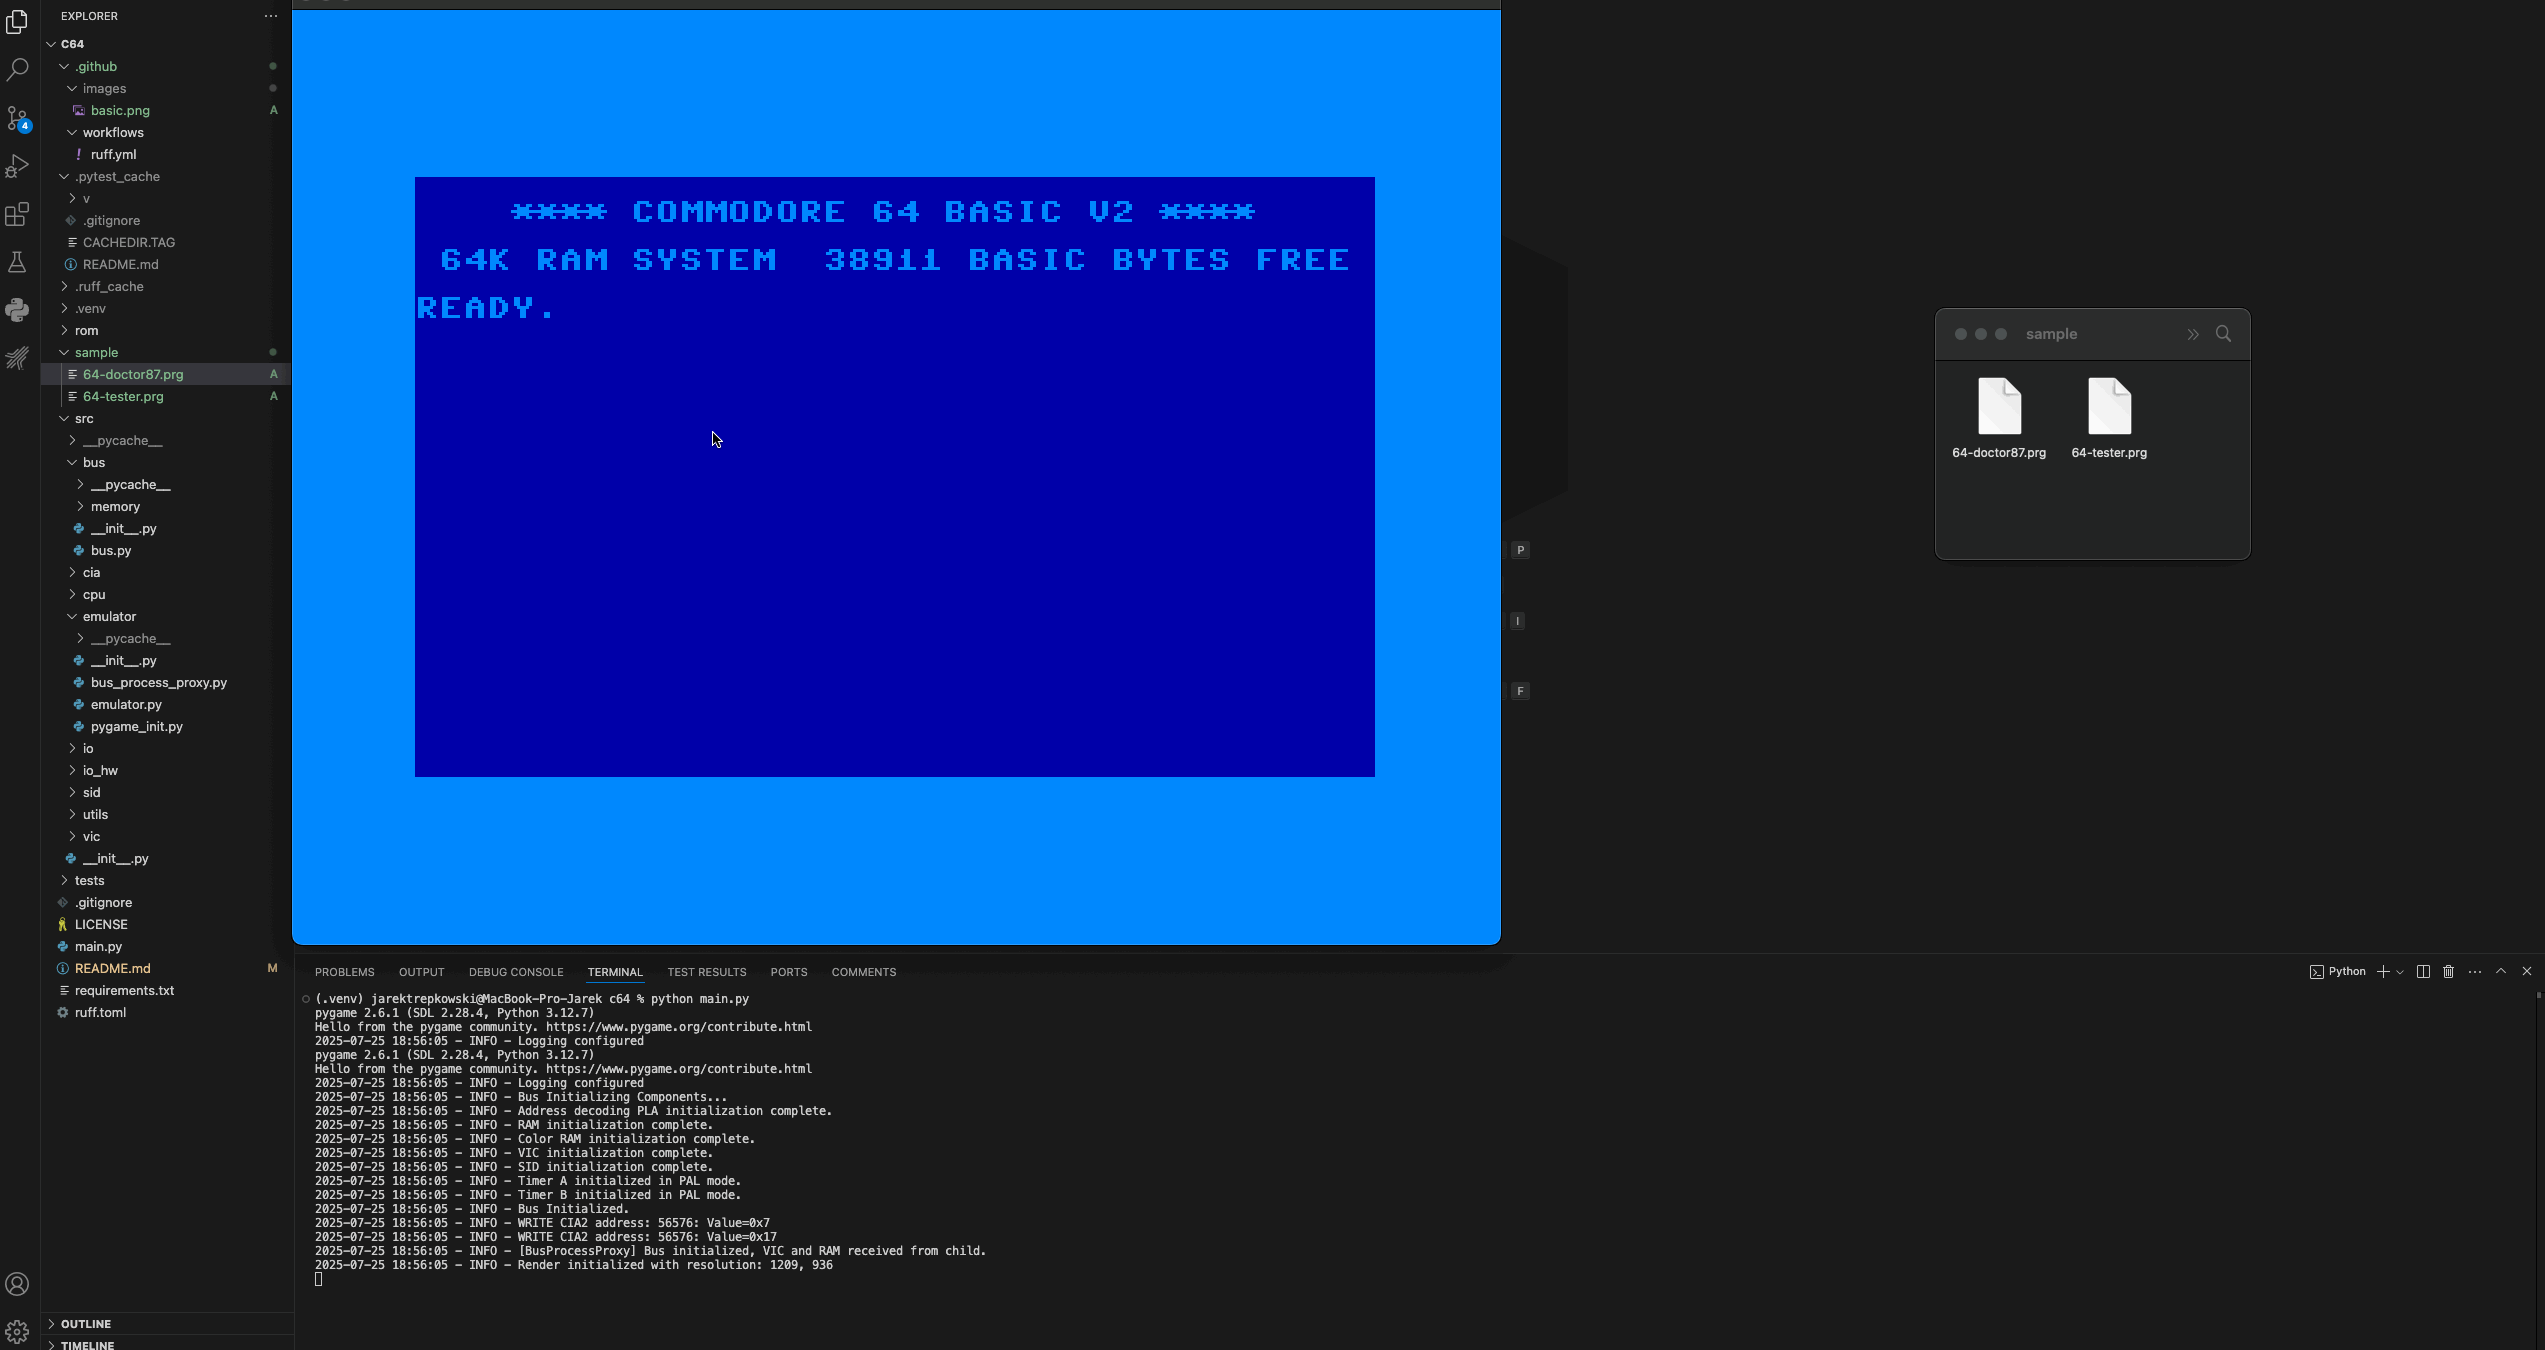 EXPLORER
C64
.github
images
basic.png A
workflows
ruff.yml
.pytest_cache
v
.gitignore
CACHEDIR.TAG
README.md
.ruff_cache
.venv
rom
sample
64-doctor87.prg A
64-tester.prg A
src
__pycache__
bus
__pycache__
memory
__init__.py
bus.py
cia
cpu
emulator
__pycache__
__init__.py
bus_process_proxy.py
emulator.py
pygame_init.py
io
io_hw
sid
utils
vic
__init__.py
tests
.gitignore
LICENSE
main.py
README.md M
requirements.txt
ruff.toml
OUTLINE
TIMELINE
4
**** COMMODORE 64 BASIC V2 ****
64K RAM SYSTEM  38911 BASIC BYTES FREE
READY.
P
I
F
sample
64-doctor87.prg 64-tester.prg
PROBLEMS OUTPUT DEBUG CONSOLE TERMINAL TEST RESULTS PORTS COMMENTS
Python
(.venv) jarektrepkowski@MacBook-Pro-Jarek c64 % python main.py
pygame 2.6.1 (SDL 2.28.4, Python 3.12.7)
Hello from the pygame community. https://www.pygame.org/contribute.html
2025-07-25 18:56:05 - INFO - Logging configured
pygame 2.6.1 (SDL 2.28.4, Python 3.12.7)
Hello from the pygame community. https://www.pygame.org/contribute.html
2025-07-25 18:56:05 - INFO - Logging configured
2025-07-25 18:56:05 - INFO - Bus Initializing Components...
2025-07-25 18:56:05 - INFO - Address decoding PLA initialization complete.
2025-07-25 18:56:05 - INFO - RAM initialization complete.
2025-07-25 18:56:05 - INFO - Color RAM initialization complete.
2025-07-25 18:56:05 - INFO - VIC initialization complete.
2025-07-25 18:56:05 - INFO - SID initialization complete.
2025-07-25 18:56:05 - INFO - Timer A initialized in PAL mode.
2025-07-25 18:56:05 - INFO - Timer B initialized in PAL mode.
2025-07-25 18:56:05 - INFO - Bus Initialized.
2025-07-25 18:56:05 - INFO - WRITE CIA2 address: 56576: Value=0x7
2025-07-25 18:56:05 - INFO - WRITE CIA2 address: 56576: Value=0x17
2025-07-25 18:56:05 - INFO - [BusProcessProxy] Bus initialized, VIC and RAM received from child.
2025-07-25 18:56:05 - INFO - Render initialized with resolution: 1209, 936